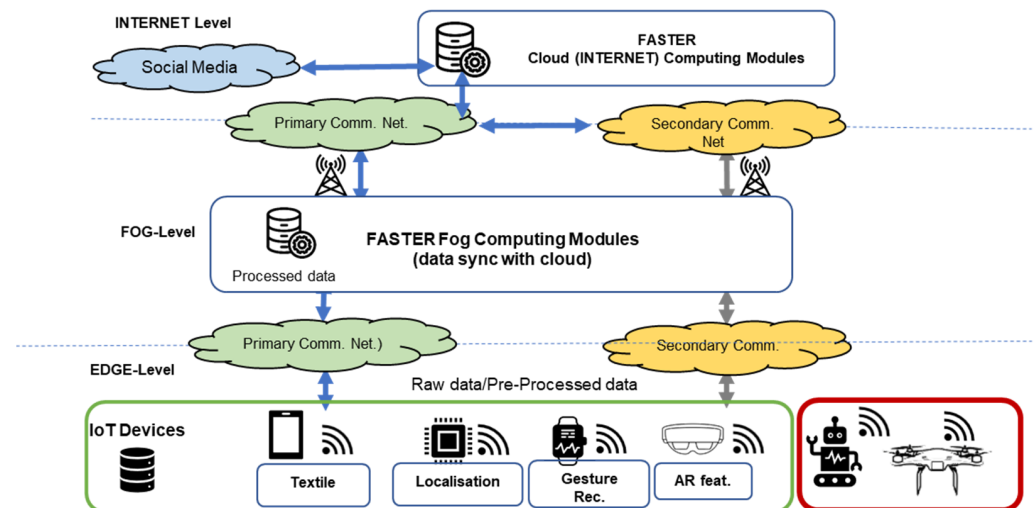 INTERNET Level
FASTER
Cloud (INTERNET) Computing Modules
Social Media
Primary Comm. Net.
Secondary Comm.
Net
FOG-Level
FASTER Fog Computing Modules
(data sync with cloud)
Processed data
Primary Comm. Net.)
Secondary Comm.
EDGE-Level
Raw data/Pre-Processed data
IoT Devices
Textile
Localisation
Gesture
Rec.
AR feat.